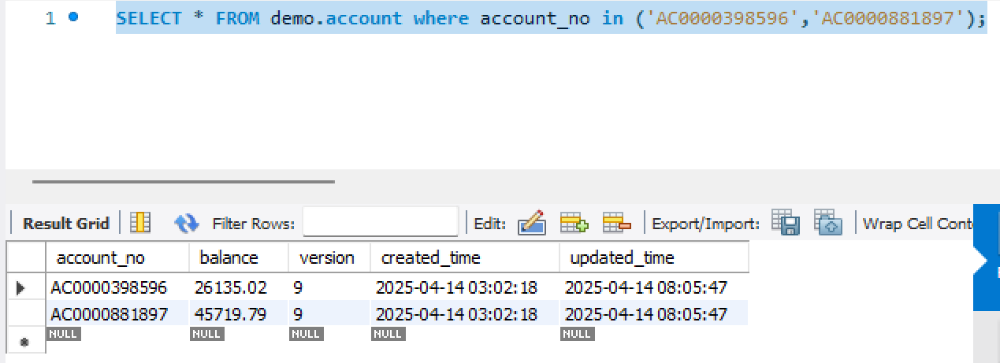 1 SELECT * FROM demo.account where account_no in ('AC0000398596','AC0000881897');
Result Grid Filter Rows: Edit: Export/Import: Wrap Cell Cont
account_no balance version created_time updated_time
AC0000398596 26135.02 9 2025-04-14 03:02:18 2025-04-14 08:05:47
AC0000881897 45719.79 9 2025-04-14 03:02:18 2025-04-14 08:05:47
NULL NULL NULL NULL NULL